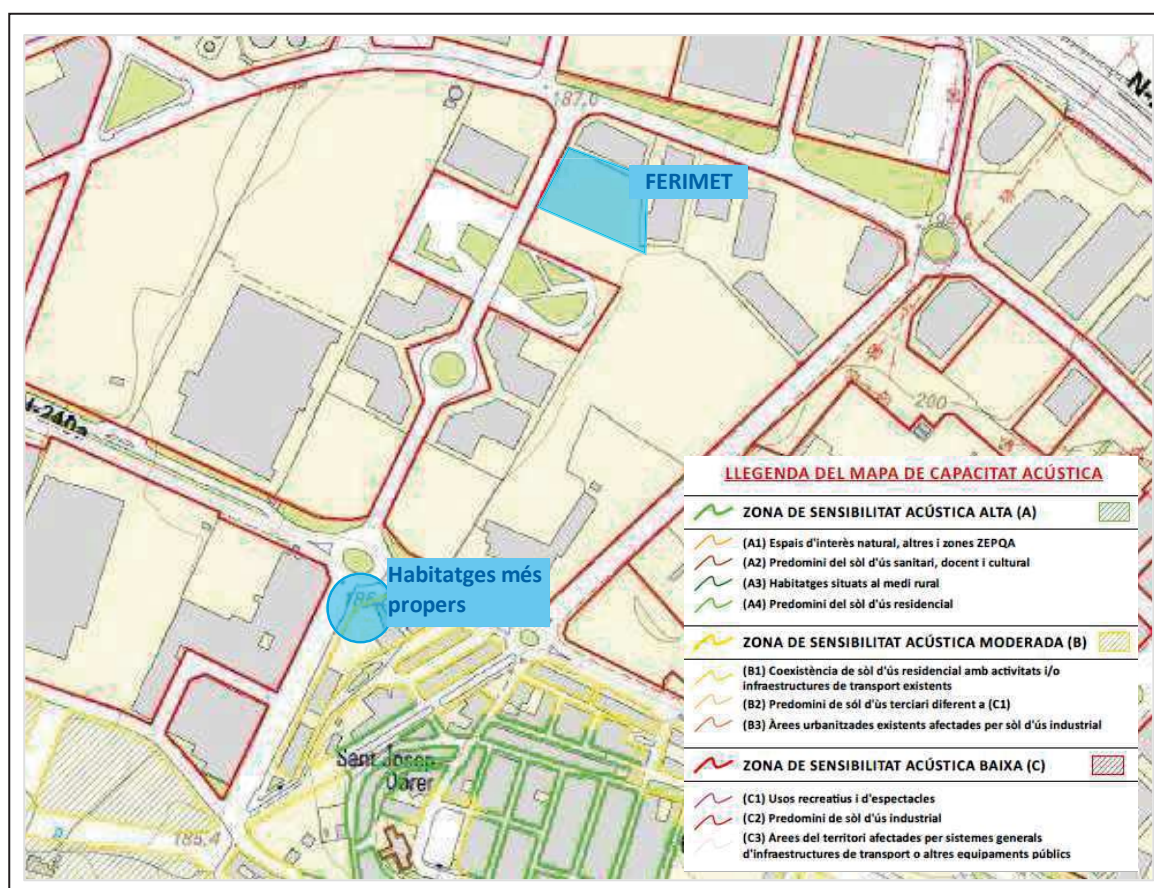 187,6
N-
FERIMET
200
N-240a
LLEGENDA DEL MAPA DE CAPACITAT ACÚSTICA
ZONA DE SENSIBILITAT ACÚSTICA ALTA (A)
(A1) Espais d'interès natural, altres i zones ZEPQA
(A2) Predomini del sòl d'ús sanitari, docent i cultural
(A3) Habitatges situats al medi rural
(A4) Predomini del sòl d'ús residencial
ZONA DE SENSIBILITAT ACÚSTICA MODERADA (B)
(B1) Coexistència de sòl d'ús residencial amb activitats i/o
infraestructures de transport existents
(B2) Predomini de sól d'ùs terciari diferent a (C1)
(B3) Àrees urbanitzades existents afectades per sòl d'ús industrial
ZONA DE SENSIBILITAT ACÚSTICA BAIXA (C)
(C1) Usos recreatius i d'espectacles
(C2) Predomini de sòl d'ús industrial
(C3) Àrees del territori afectades per sistemes generals
d'infraestructures de transport o altres equipaments públics
Habitatges més
propers
Sant Josep
Obrer
185,4